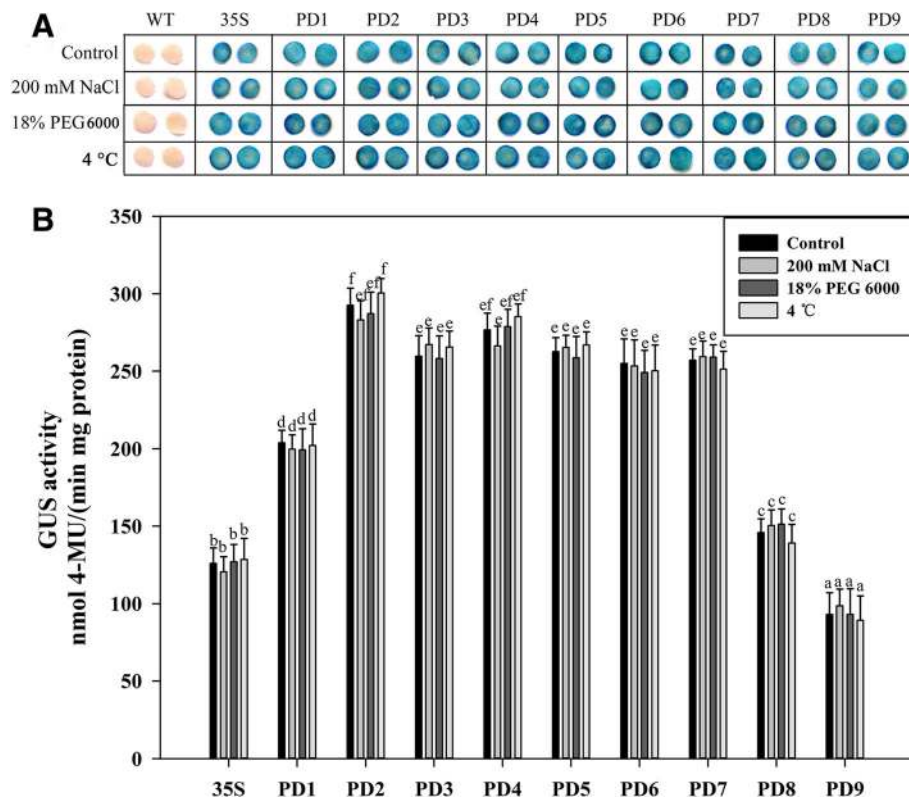 A
WT 35S PD1 PD2 PD3 PD4 PD5 PD6 PD7 PD8 PD9
Control
200 mM NaCl
18% PEG6000
4 °C
B
350
300
250
200
150
100
50
0
GUS activity
nmol 4-MU/(min mg protein)
Control
200 mM NaCl
18% PEG 6000
4 ℃
b b b b
d d d d
f ef ef f
e e e e
ef e ef ef
e e e e
e e e e
e e e e
c c c c
a a a a
35S PD1 PD2 PD3 PD4 PD5 PD6 PD7 PD8 PD9